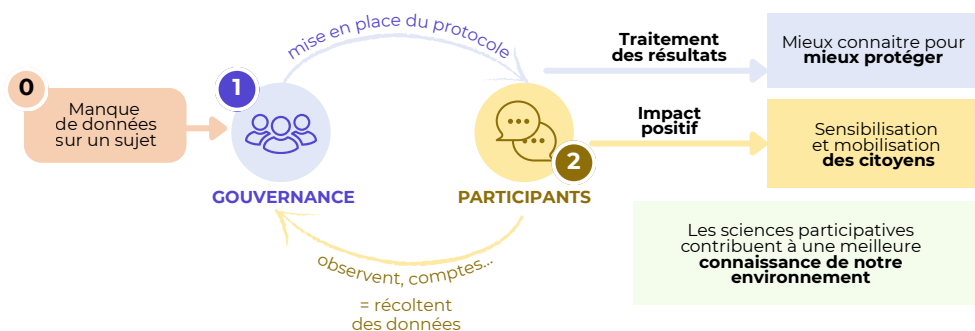 0
Manque
de données
sur un sujet
1
GOUVERNANCE
mise en place du protocole
2
PARTICIPANTS
observent, comptes...
= récoltent
des données
Traitement
des résultats
Mieux connaitre pour
mieux protéger
Impact
positif
Sensibilisation
et mobilisation
des citoyens
Les sciences participatives
contribuent à une meilleure
connaissance de notre
environnement